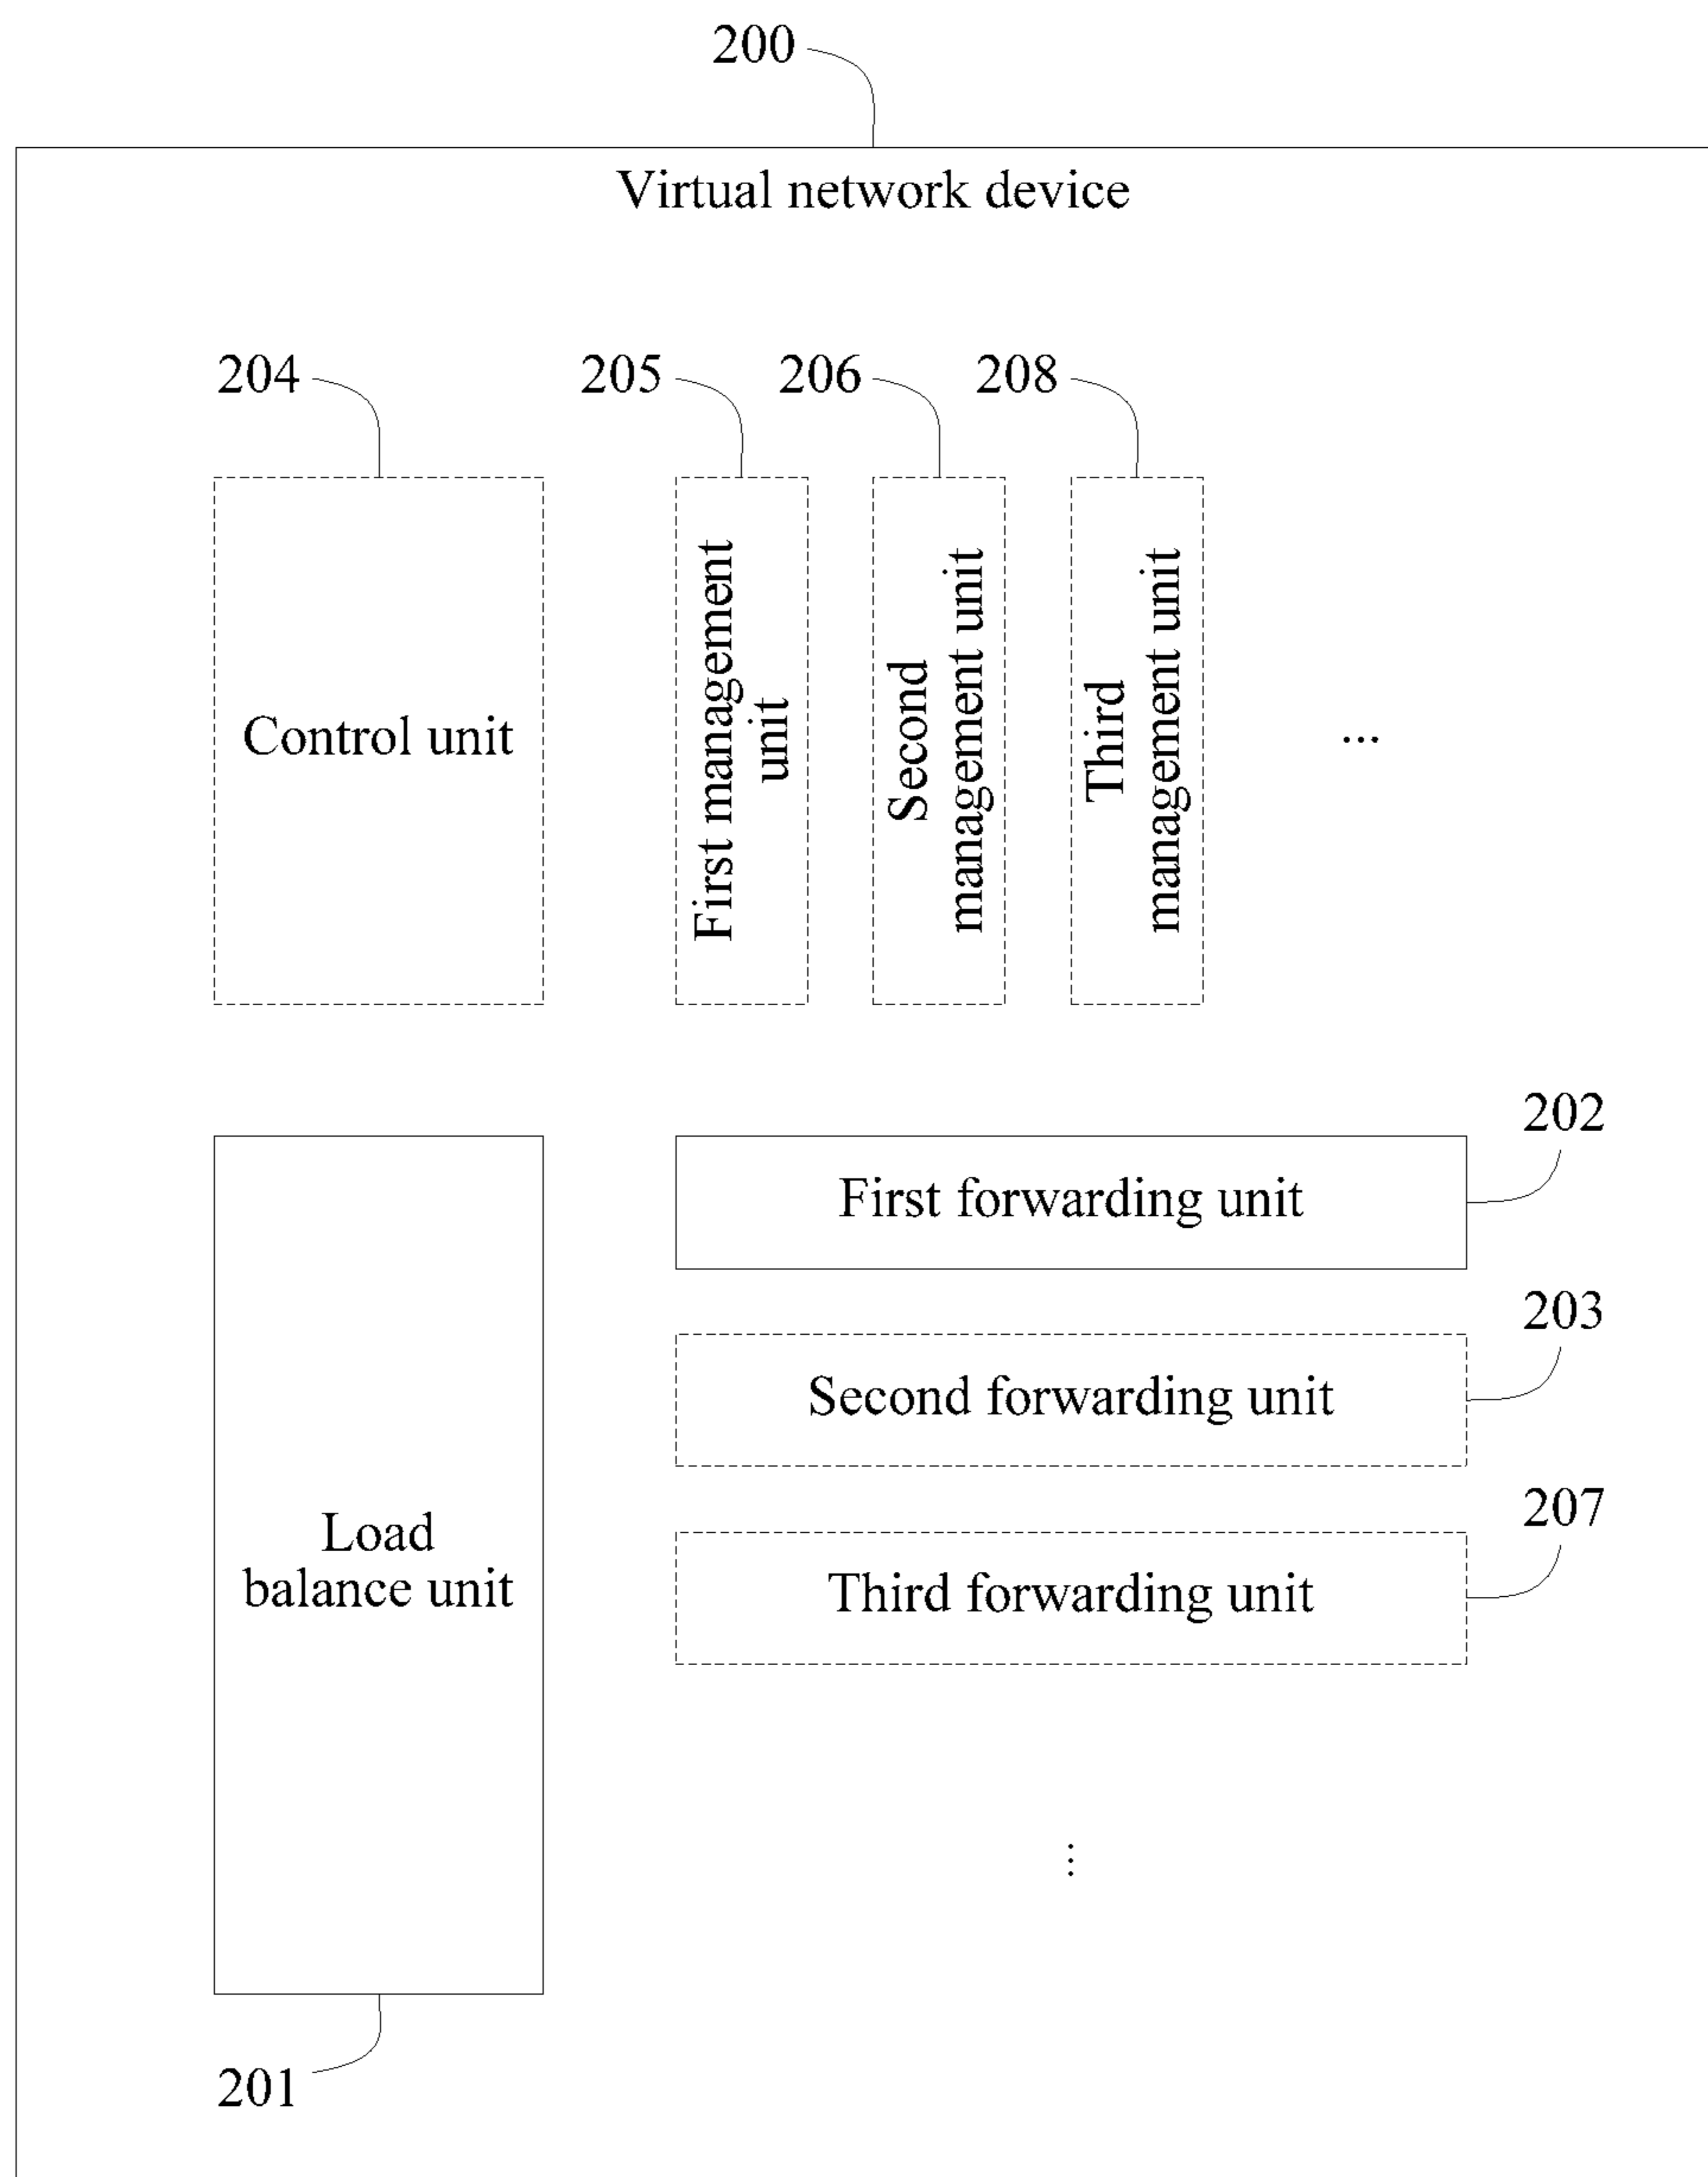 200
Virtual network device
204
205
206
208
Control unit
First management
unit
Second
management unit
Third
management unit
...
202
First forwarding unit
203
Second forwarding unit
207
Third forwarding unit
Load
balance unit
...
201